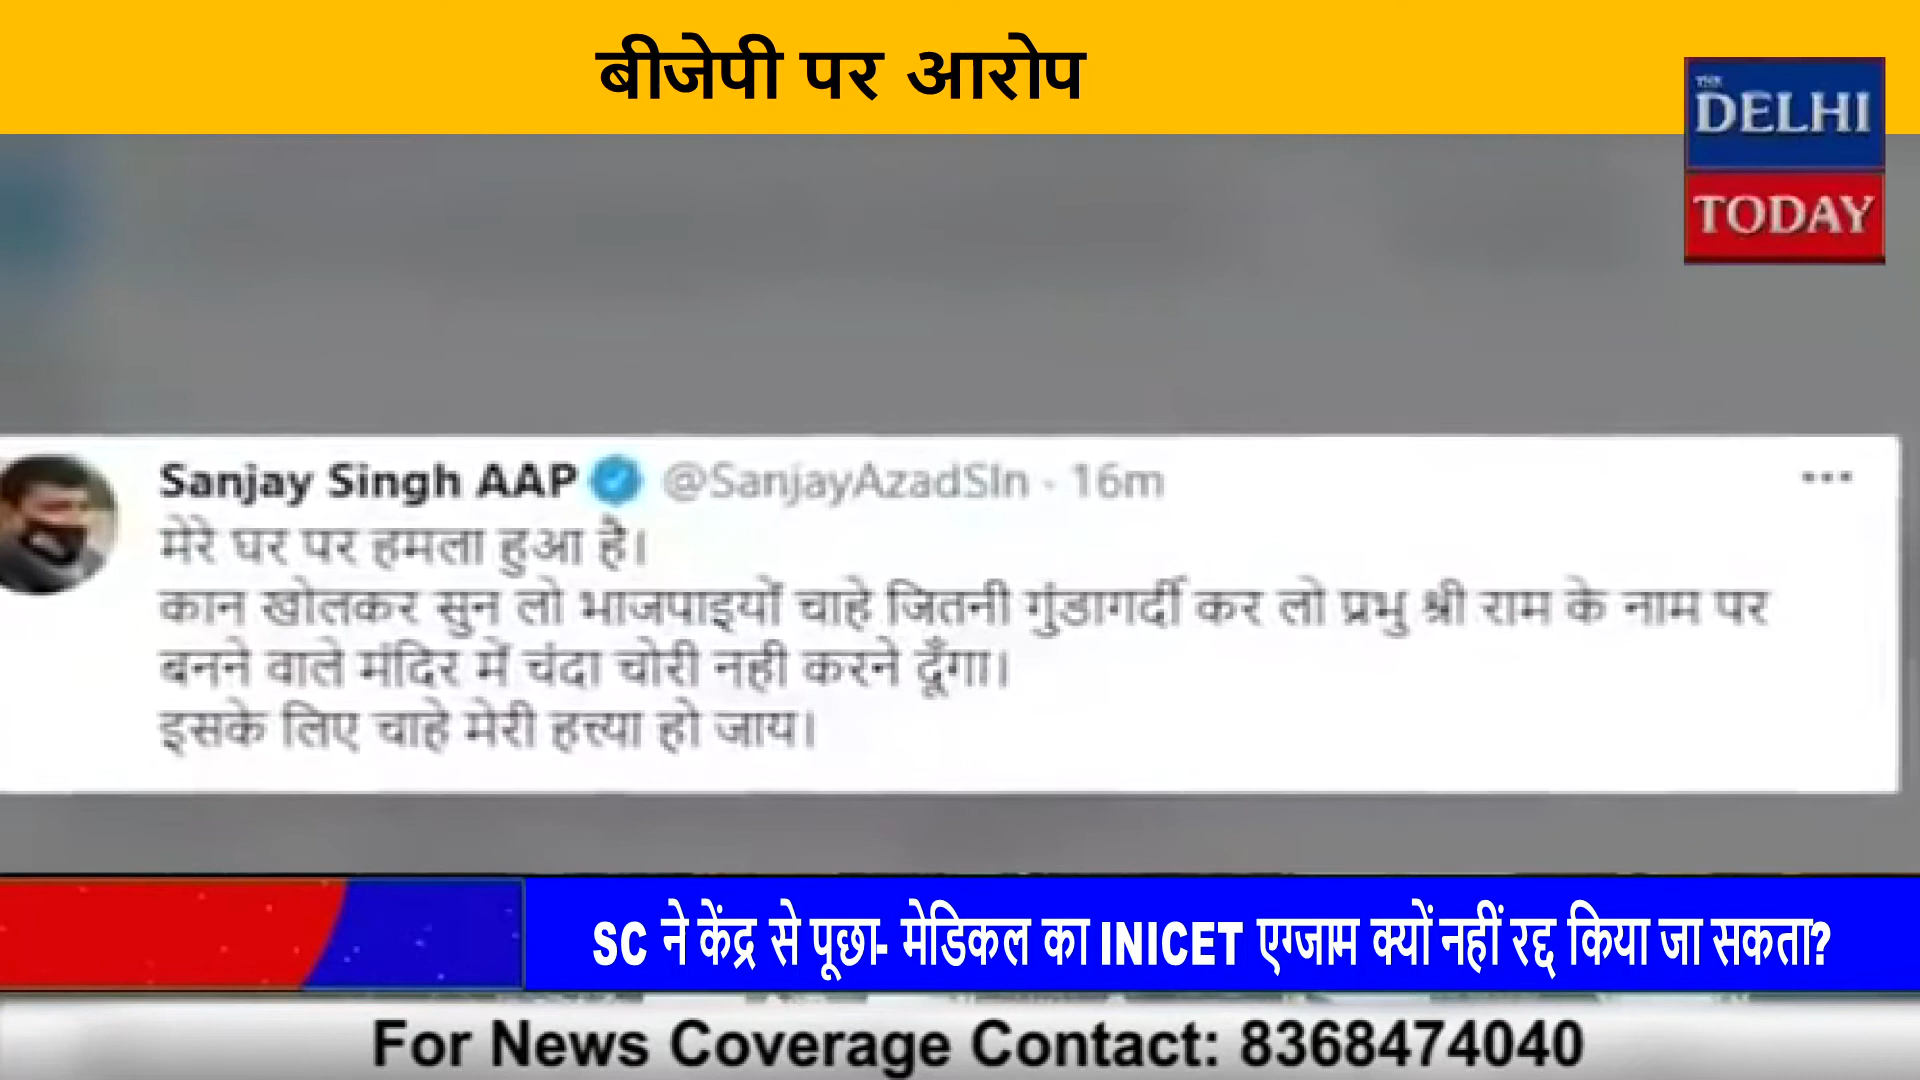 बीजेपी पर आरोप
THE
DELHI
TODAY
Sanjay Singh AAP @SanjayAzadSln · 16m
मेरे घर पर हमला हुआ है।
कान खोलकर सुन लो भाजपाइयों चाहे जितनी गुंडागर्दी कर लो प्रभु श्री राम के नाम पर
बनने वाले मंदिर में चंदा चोरी नही करने दूँगा।
इसके लिए चाहे मेरी हत्त्या हो जाय।
SC ने केंद्र से पूछा- मेडिकल का INICET एग्जाम क्यों नहीं रद्द किया जा सकता?
For News Coverage Contact: 8368474040